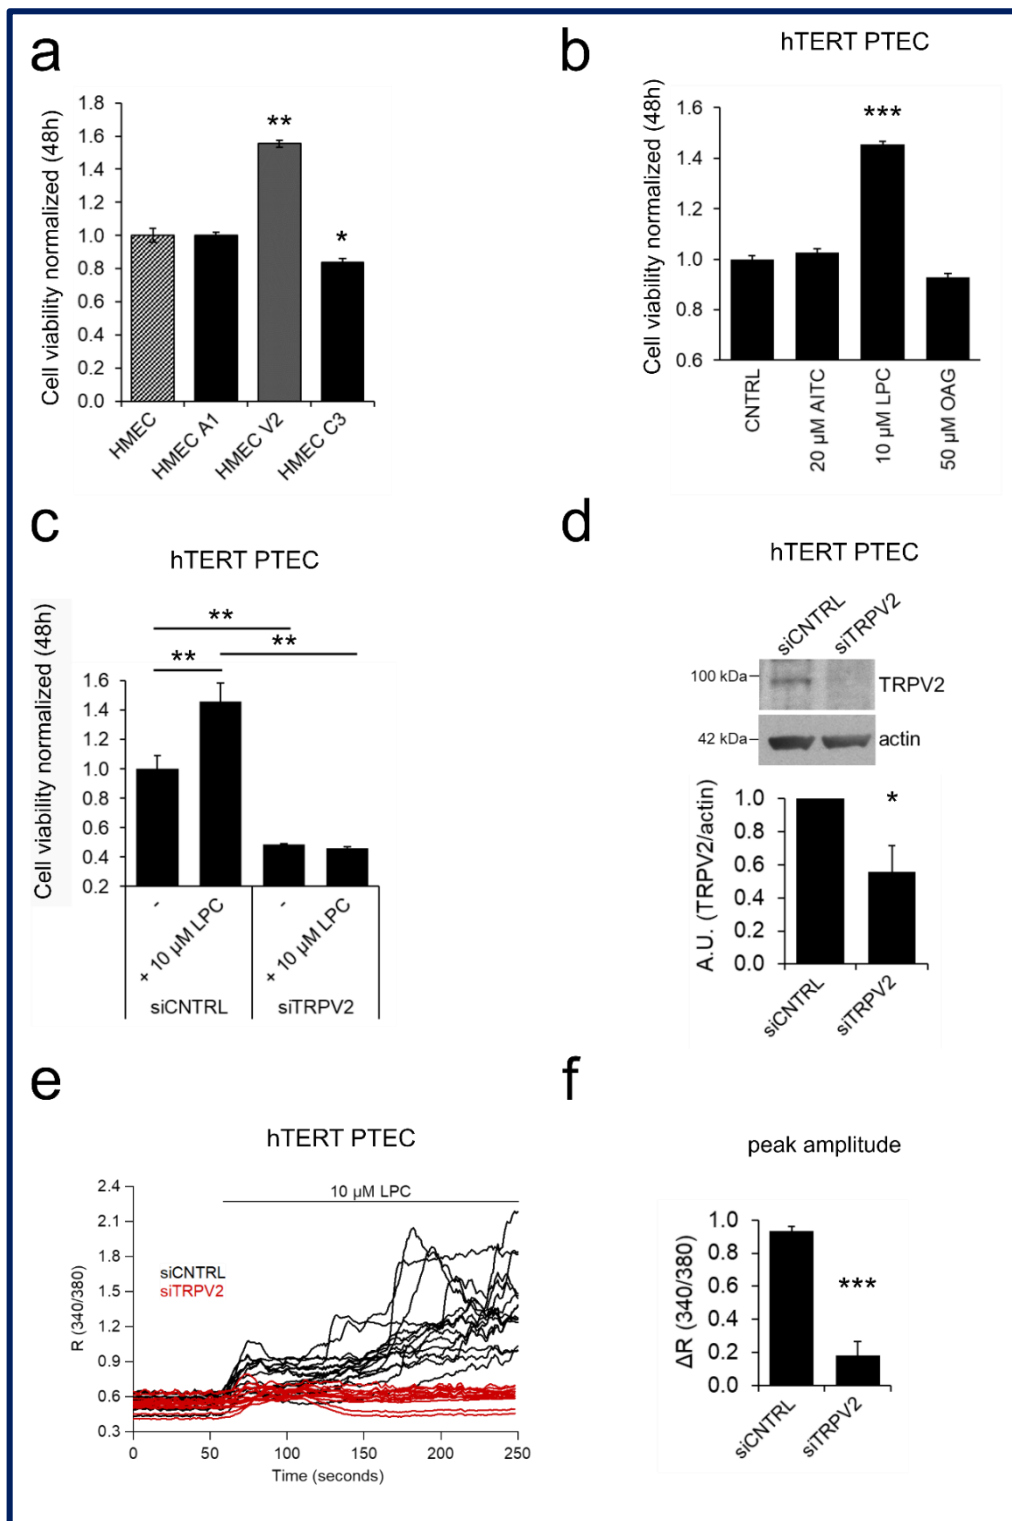 a
Cell viability normalized (48h)
1.8
1.6
1.4
1.2
1.0
0.8
0.6
0.4
0.2
0.0
**
*
HMEC
HMEC A1
HMEC V2
HMEC C3
b
hTERT PTEC
Cell viability normalized (48h)
1.6
1.4
1.2
1.0
0.8
0.6
***
CNTRL
20 µM AITC
10 µM LPC
50 µM OAG
c
hTERT PTEC
Cell viability normalized (48h)
**
**
**
1.6
1.4
1.2
1.0
0.8
0.6
0.4
0.2
-
+ 10 µM LPC
-
+ 10 µM LPC
siCNTRL
siTRPV2
d
hTERT PTEC
siCNTRL
siTRPV2
100 kDa
TRPV2
42 kDa
actin
A.U. (TRPV2/actin)
1.0
0.8
0.6
0.4
0.2
0.0
*
siCNTRL
siTRPV2
e
hTERT PTEC
10 µM LPC
R (340/380)
2.4
2.1
1.8
1.5
1.2
0.9
0.6
0.3
siCNTRL
siTRPV2
0
50
100
150
200
250
Time (seconds)
f
peak amplitude
ΔR (340/380)
1.0
0.8
0.6
0.4
0.2
0.0
***
siCNTRL
siTRPV2